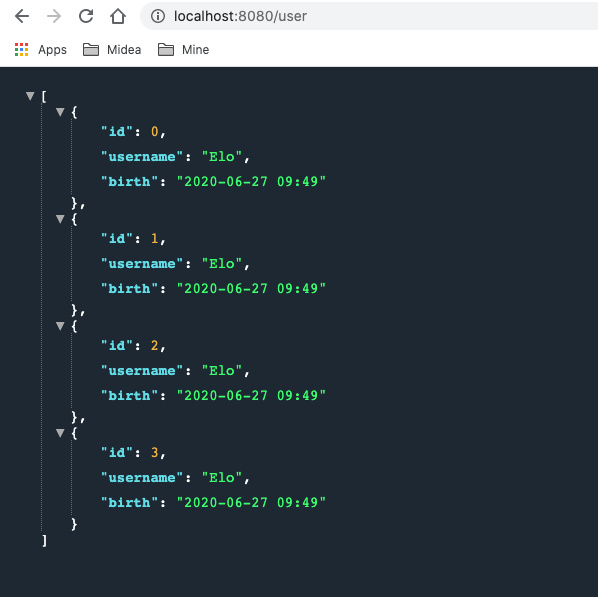 localhost:8080/user
Apps Midea Mine
[
{
"id": 0,
"username": "Elo",
"birth": "2020-06-27 09:49"
},
{
"id": 1,
"username": "Elo",
"birth": "2020-06-27 09:49"
},
{
"id": 2,
"username": "Elo",
"birth": "2020-06-27 09:49"
},
{
"id": 3,
"username": "Elo",
"birth": "2020-06-27 09:49"
}
]